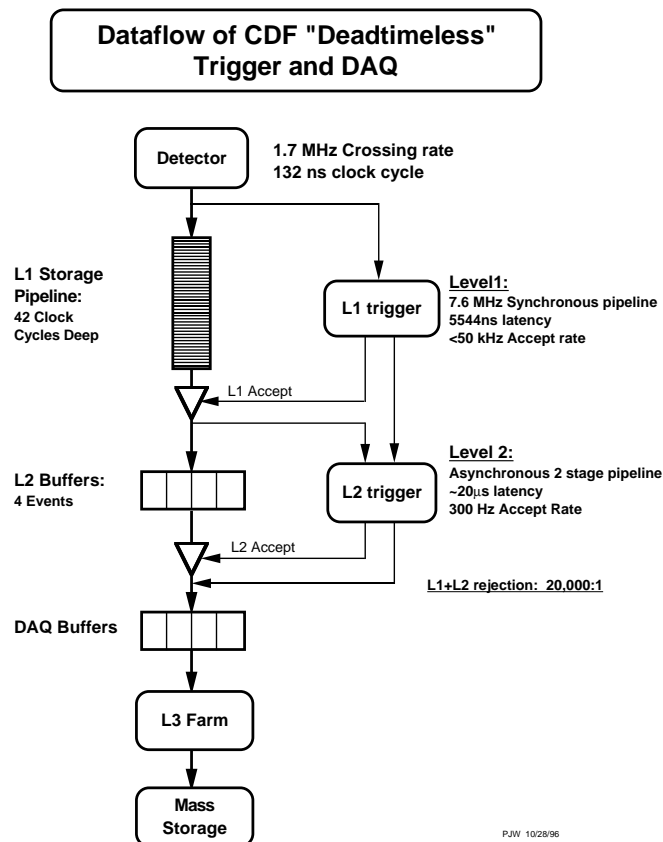 Dataflow of CDF "Deadtimeless"
Trigger and DAQ
Detector
1.7 MHz Crossing rate
132 ns clock cycle
L1 Storage
Pipeline:
42 Clock
Cycles Deep
L1 trigger
Level1:
7.6 MHz Synchronous pipeline
5544ns latency
<50 kHz Accept rate
L1 Accept
L2 Buffers:
4 Events
L2 trigger
Level 2:
Asynchronous 2 stage pipeline
~20μs latency
300 Hz Accept Rate
L2 Accept
L1+L2 rejection: 20,000:1
DAQ Buffers
L3 Farm
Mass
Storage
PJW 10/28/96